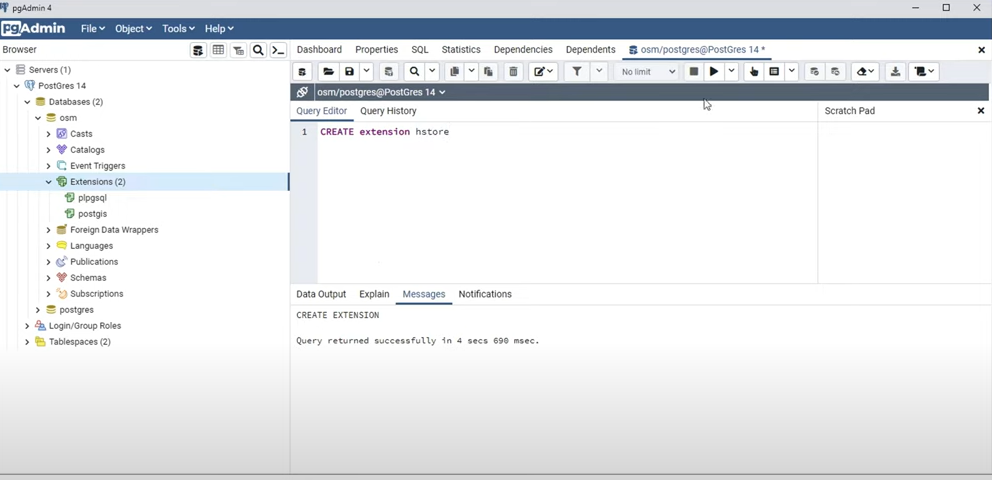 pgAdmin 4
pgAdmin File Object Tools Help
Browser
Dashboard Properties SQL Statistics Dependencies Dependents osm/postgres@PostGres 14 *
Servers (1)
No limit
PostGres 14
osm/postgres@PostGres 14
Databases (2)
Query Editor Query History Scratch Pad
osm
1 CREATE extension hstore
Casts
Catalogs
Event Triggers
Extensions (2)
plpgsql
postgis
Foreign Data Wrappers
Languages
Publications
Schemas
Subscriptions
Data Output Explain Messages Notifications
postgres
CREATE EXTENSION
Login/Group Roles
Tablespaces (2)
Query returned successfully in 4 secs 690 msec.